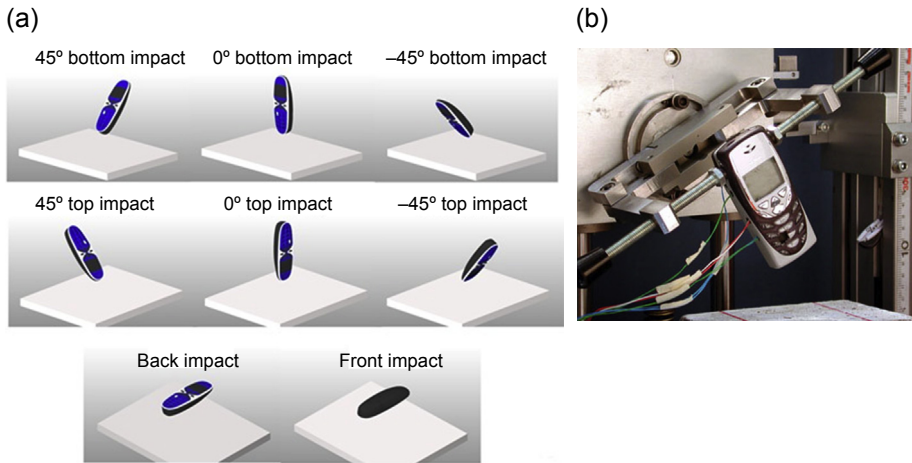 (a)
45º bottom impact 0º bottom impact –45º bottom impact
45º top impact 0º top impact –45º top impact
Back impact Front impact
(b)